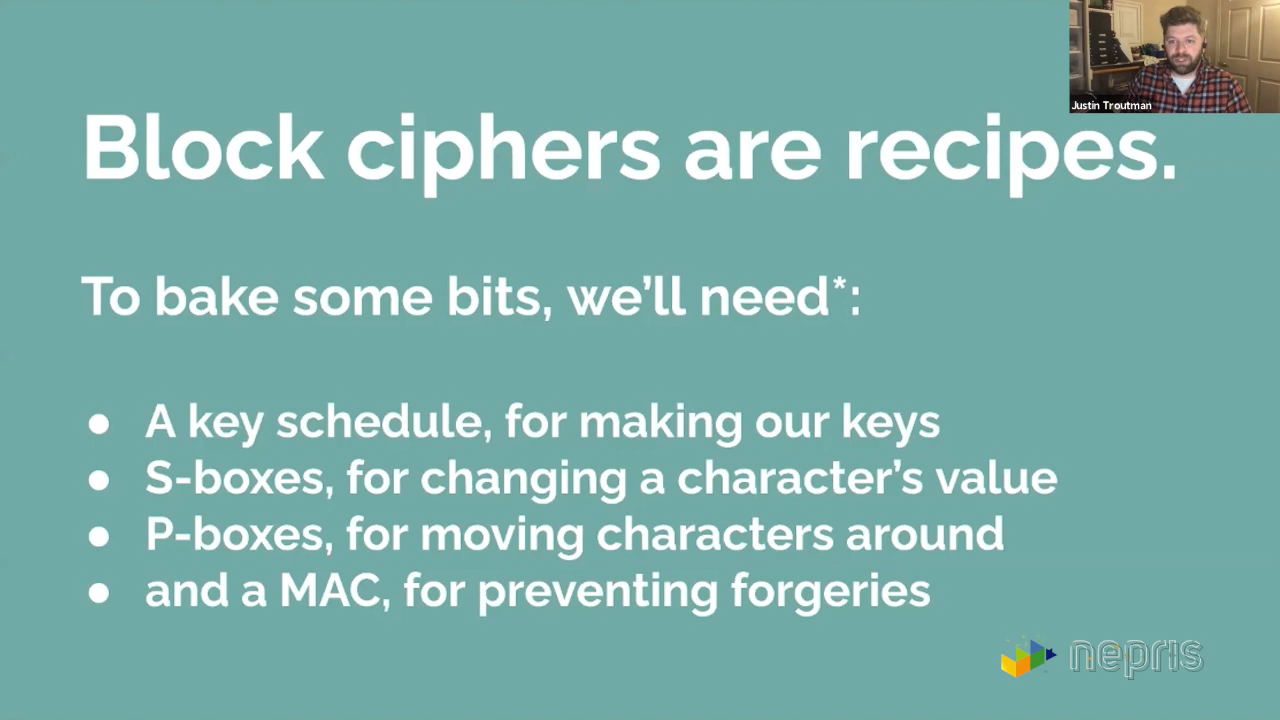 Justin Troutman
Block ciphers are recipes.
To bake some bits, we'll need*:
● A key schedule, for making our keys
● S-boxes, for changing a character's value
● P-boxes, for moving characters around
● and a MAC, for preventing forgeries
nepris